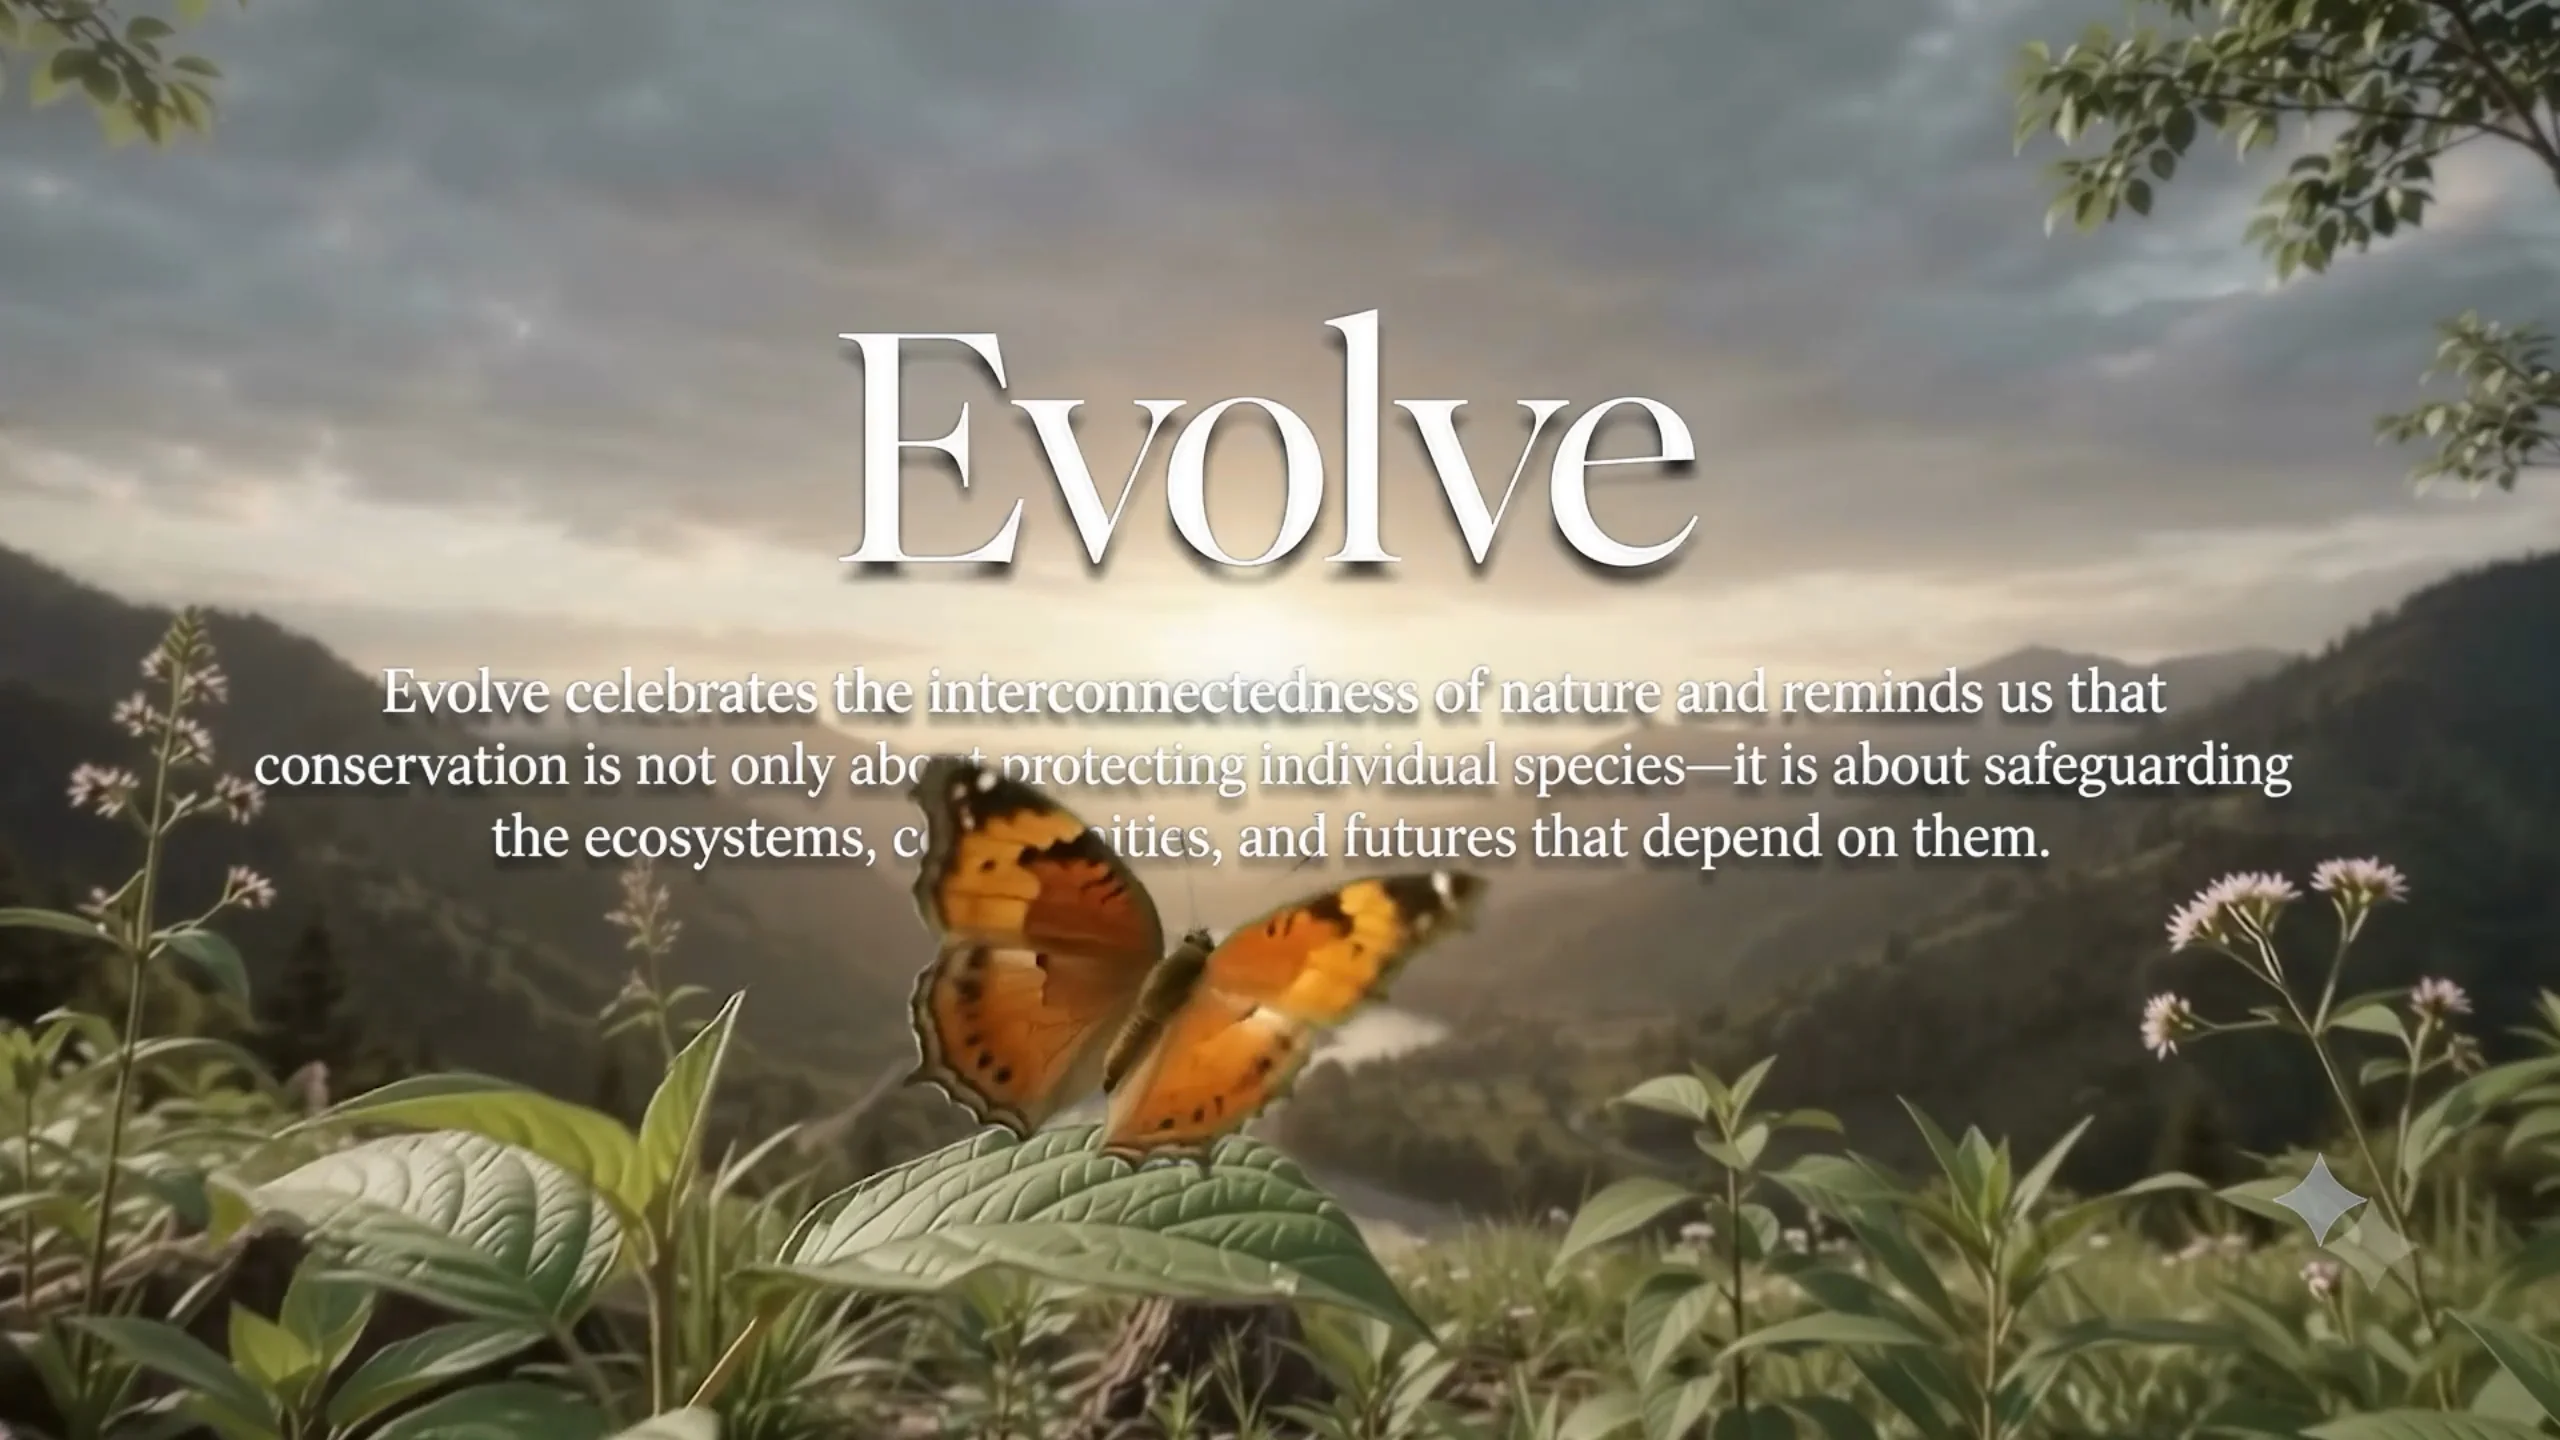 Evolve
Evolve celebrates the interconnectedness of nature and reminds us that
conservation is not only about protecting individual species—it is about safeguarding
the ecosystems, and futures that depend on them.